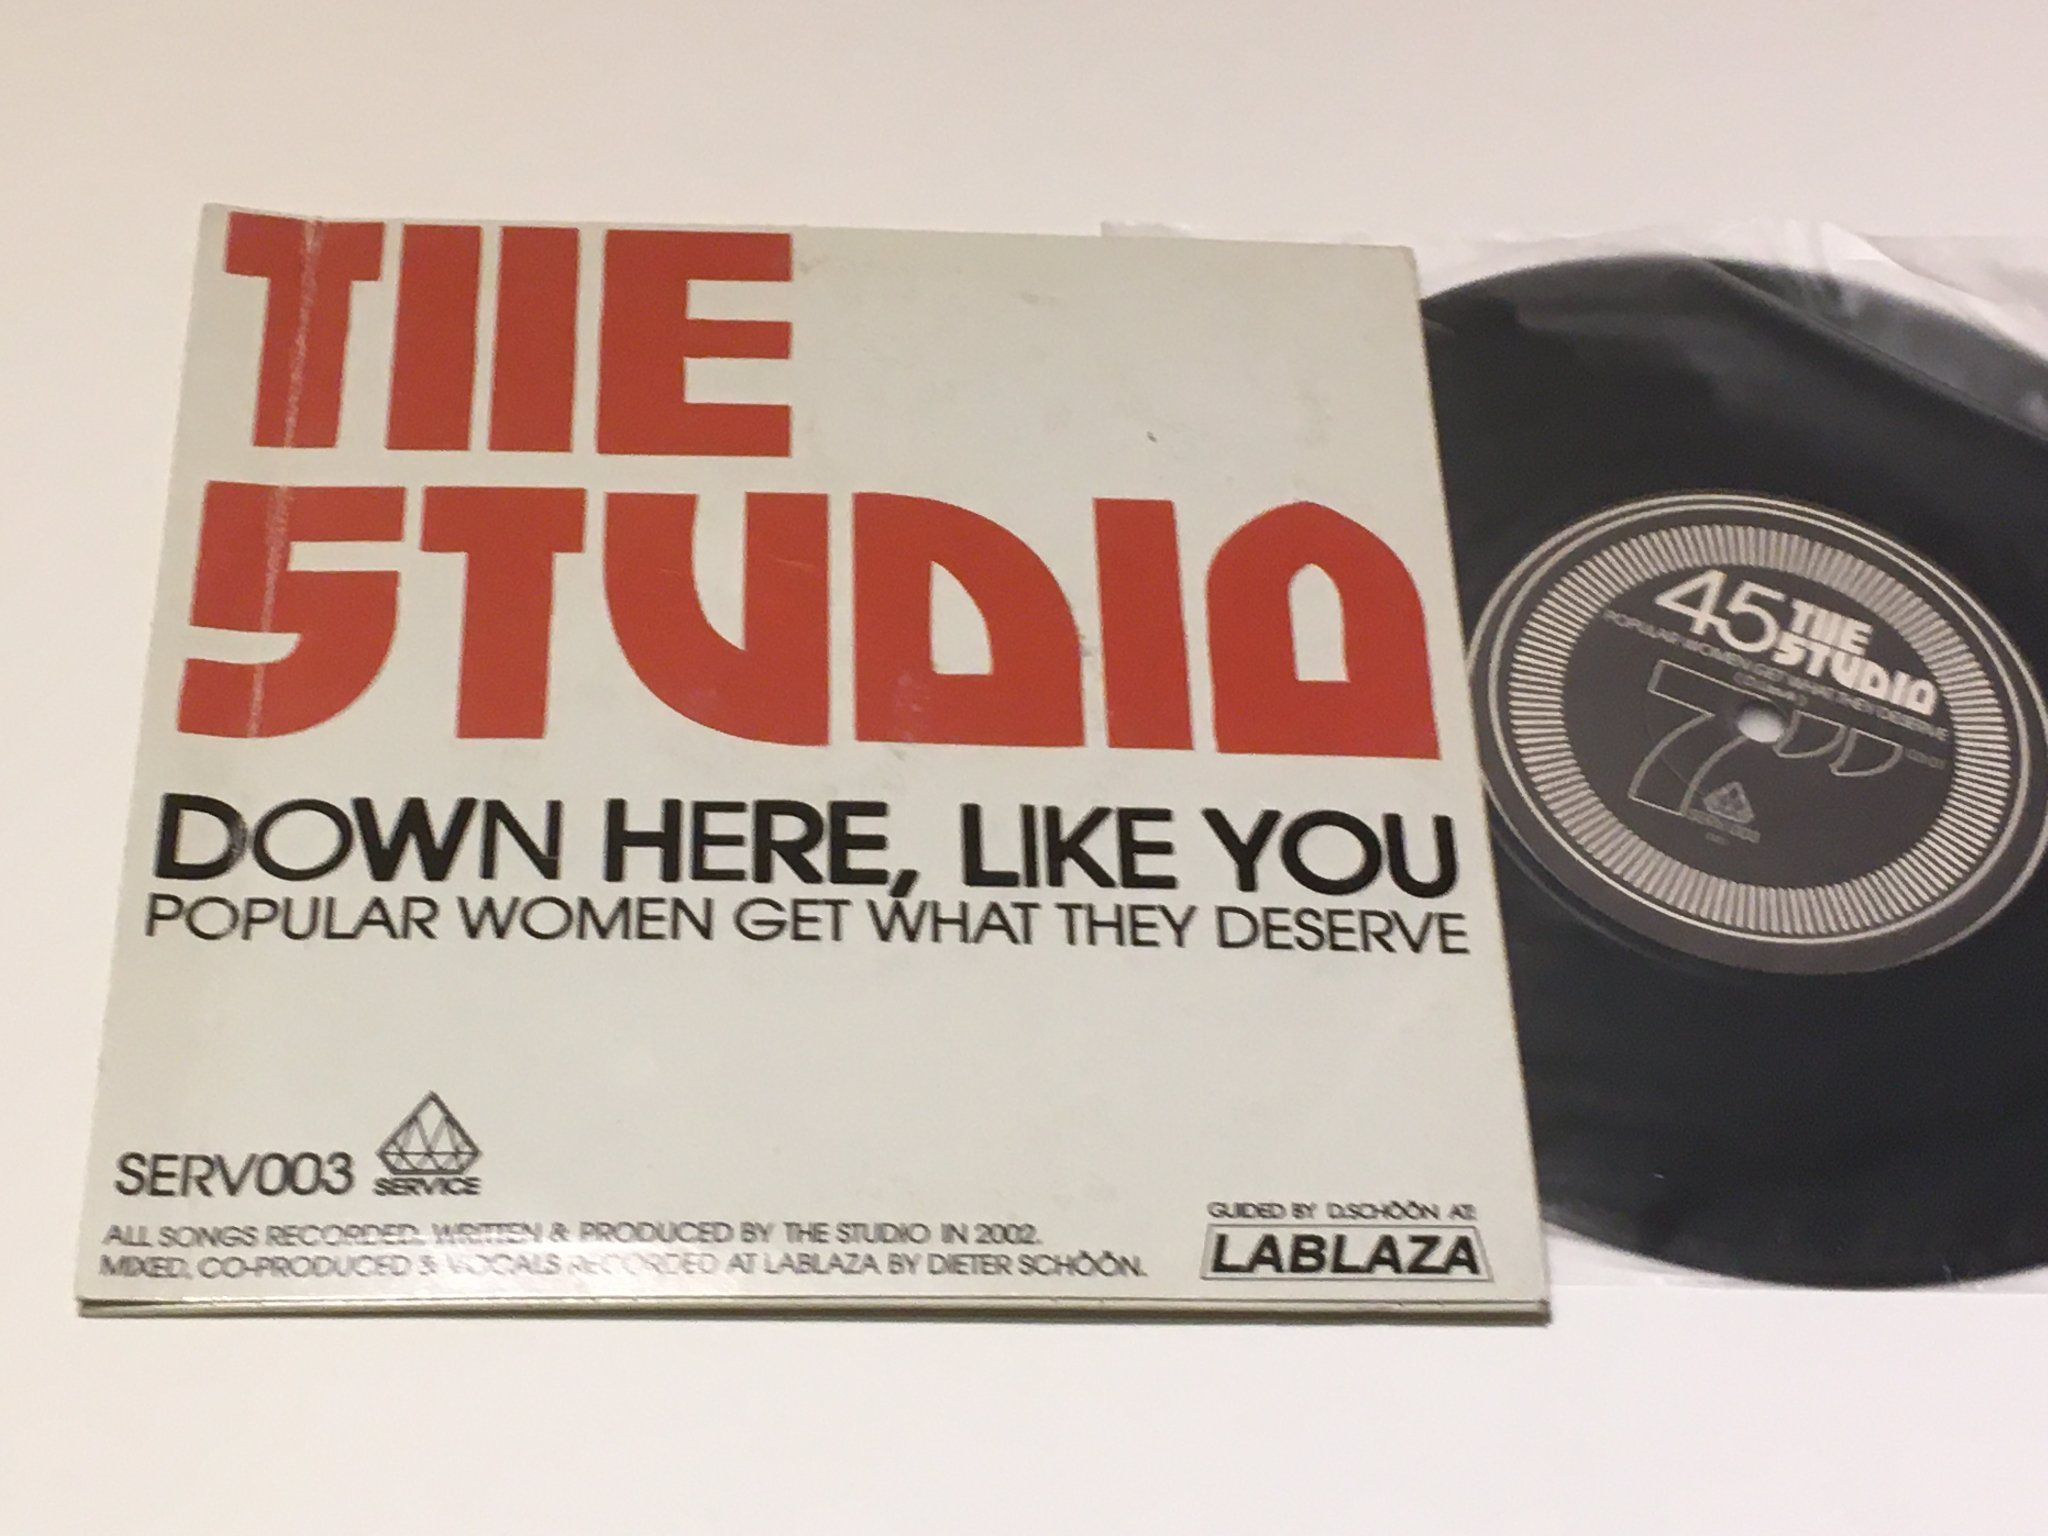 THE
STUDIO
DOWN HERE, LIKE YOU
POPULAR WOMEN GET WHAT THEY DESERVE
SERV003
SERVICE
ALL SONGS RECORDED, WRITTEN & PRODUCED BY THE STUDIO IN 2002.
MIXED, CO-PRODUCED & VOCALS RECORDED AT LABLAZA BY DIETER SCHÖÖN.
GUIDED BY D.SCHÖÖN AT:
LABLAZA
45 THE
STUDIO
POPULAR WOMEN GET WHAT THEY DESERVE
7"